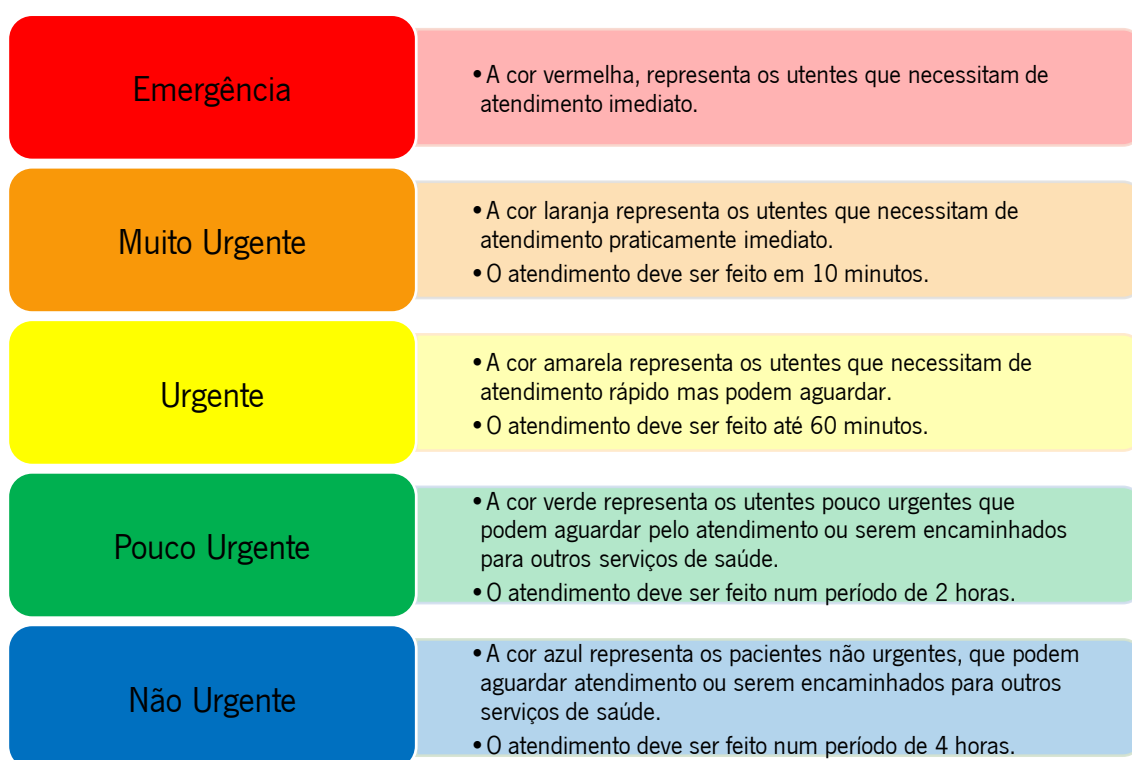 Emergência
•A cor vermelha, representa os utentes que necessitam de
atendimento imediato.
Muito Urgente
•A cor laranja representa os utentes que necessitam de
atendimento praticamente imediato.
•O atendimento deve ser feito em 10 minutos.
Urgente
•A cor amarela representa os utentes que necessitam de
atendimento rápido mas podem aguardar.
•O atendimento deve ser feito até 60 minutos.
Pouco Urgente
•A cor verde representa os utentes pouco urgentes que
podem aguardar pelo atendimento ou serem encaminhados
para outros serviços de saúde.
•O atendimento deve ser feito num período de 2 horas.
Não Urgente
•A cor azul representa os pacientes não urgentes, que podem
aguardar atendimento ou serem encaminhados para outros
serviços de saúde.
•O atendimento deve ser feito num período de 4 horas.